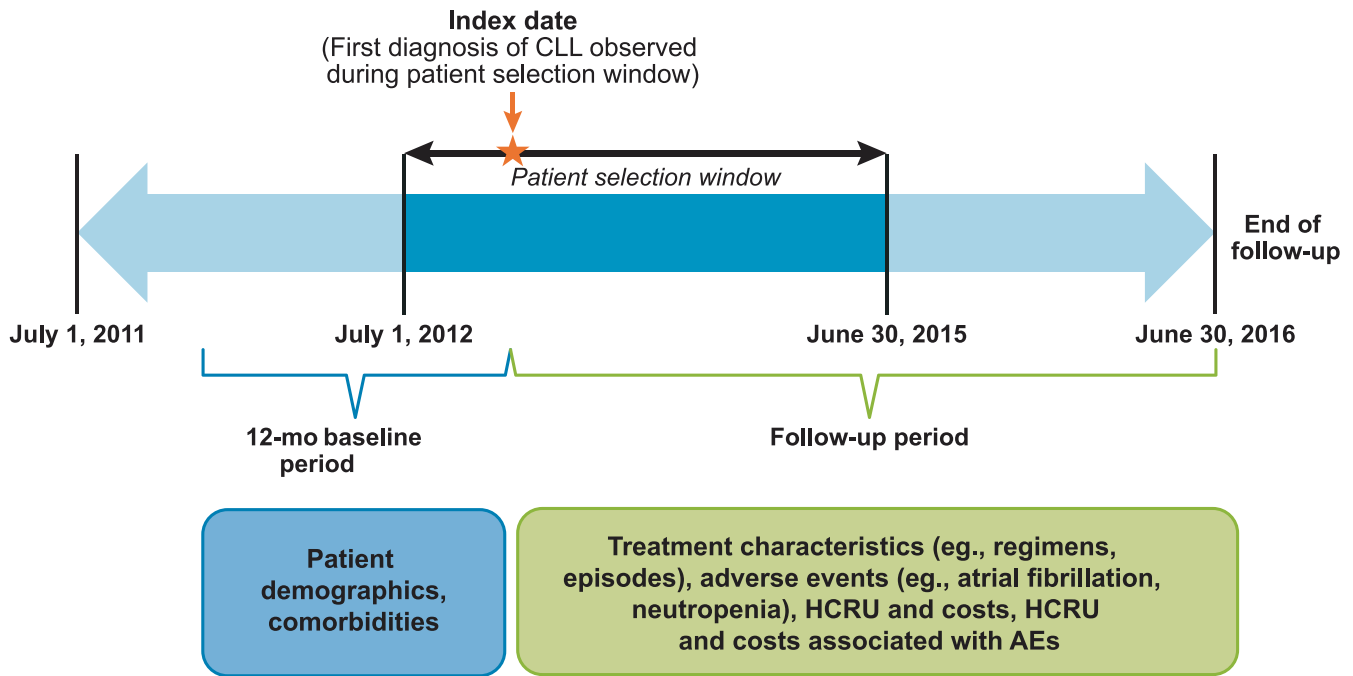 Index date
(First diagnosis of CLL observed
during patient selection window)
Patient selection window
End of
follow-up
July 1, 2011
July 1, 2012
June 30, 2015
June 30, 2016
12-mo baseline
period
Follow-up period
Patient
demographics,
comorbidities
Treatment characteristics (eg., regimens,
episodes), adverse events (eg., atrial fibrillation,
neutropenia), HCRU and costs, HCRU
and costs associated with AEs